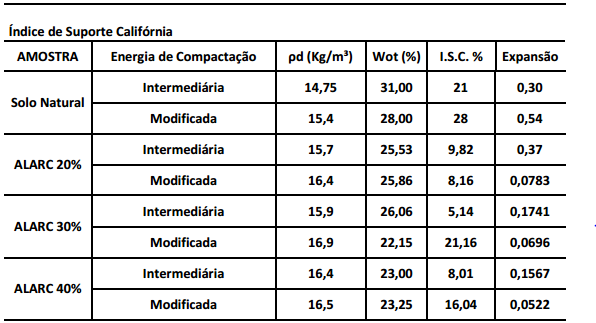 Índice de Suporte Califórnia
AMOSTRA Energia de Compactação ρd (Kg/m³) Wot (%) I.S.C. % Expansão
Solo Natural Intermediária 14,75 31,00 21 0,30
Modificada 15,4 28,00 28 0,54
ALARC 20% Intermediária 15,7 25,53 9,82 0,37
Modificada 16,4 25,86 8,16 0,0783
ALARC 30% Intermediária 15,9 26,06 5,14 0,1741
Modificada 16,9 22,15 21,16 0,0696
ALARC 40% Intermediária 16,4 23,00 8,01 0,1567
Modificada 16,5 23,25 16,04 0,0522